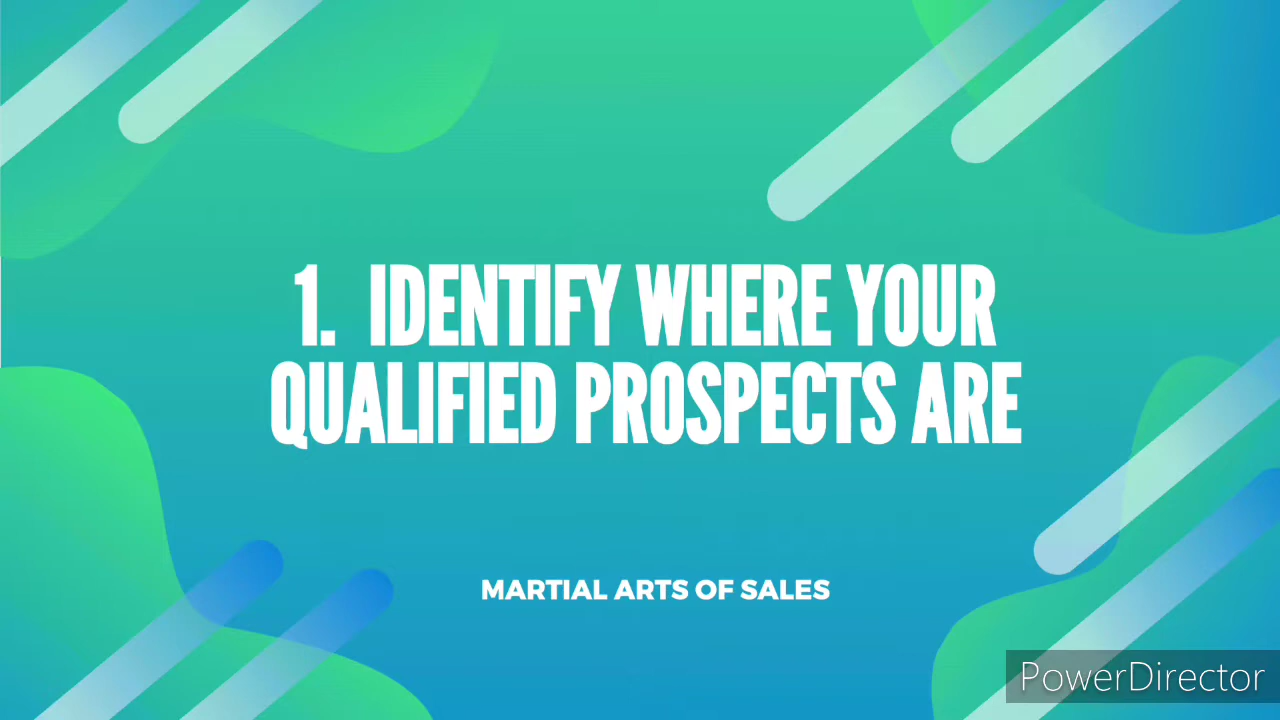 1. IDENTIFY WHERE YOUR
QUALIFIED PROSPECTS ARE
MARTIAL ARTS OF SALES
PowerDirector